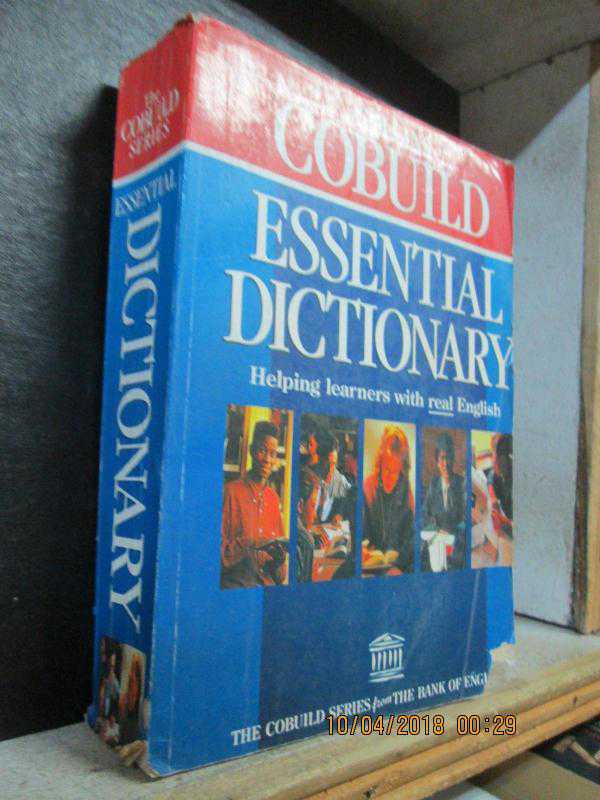 The
COBUILD
SERIES
ESSENTIAL
DICTIONARY
COBUILD
ESSENTIAL
DICTIONARY
Helping learners with real English
THE COBUILD SERIES from THE BANK OF ENGL
10/04/2018 00:29